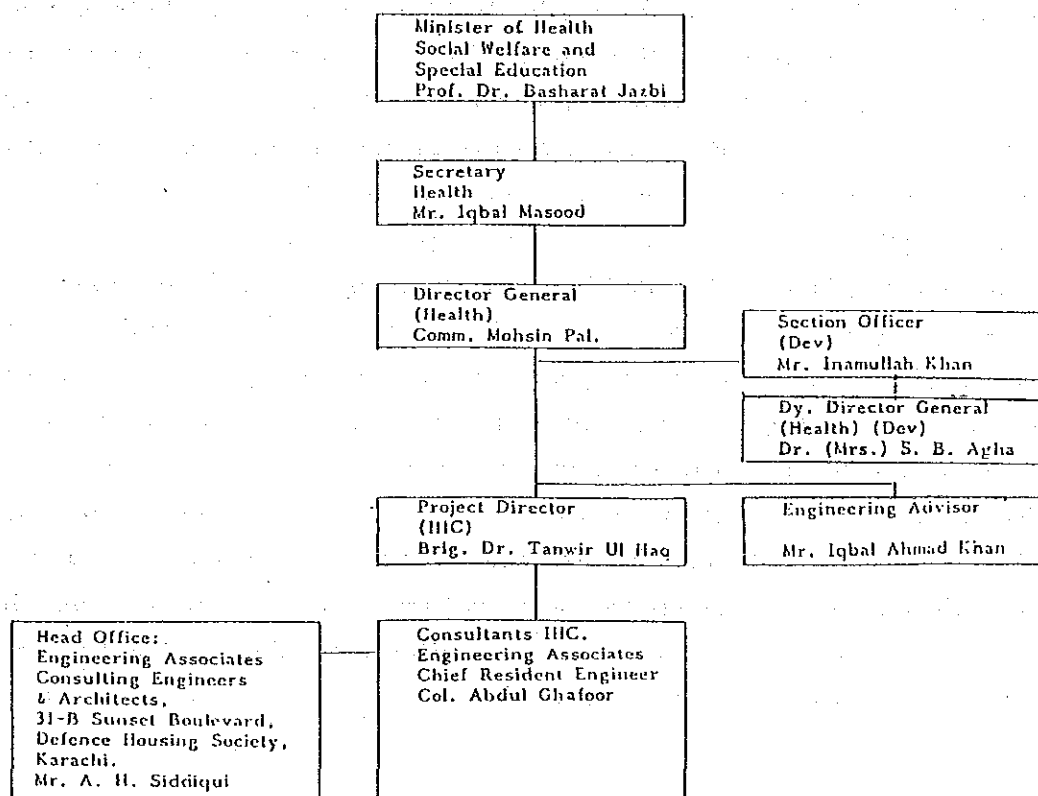 Minister of Health
Social Welfare and
Special Education
Prof. Dr. Basharat Jazbi
Secretary
Health
Mr. Iqbal Masood
Director General
(Health)
Comm. Mohsin Pal.
Section Officer
(Dev)
Mr. Inamullah Khan
Dy. Director General
(Health) (Dev)
Dr. (Mrs.) S. B. Agha
Project Director
(IHC)
Brig. Dr. Tanwir Ul Haq
Engineering Advisor
Mr. Iqbal Ahmad Khan
Head Office:
Engineering Associates
Consulting Engineers
& Architects,
31-B Sunset Boulevard,
Defence Housing Society,
Karachi.
Mr. A. H. Siddiqui
Consultants IHC.
Engineering Associates
Chief Resident Engineer
Col. Abdul Ghafoor